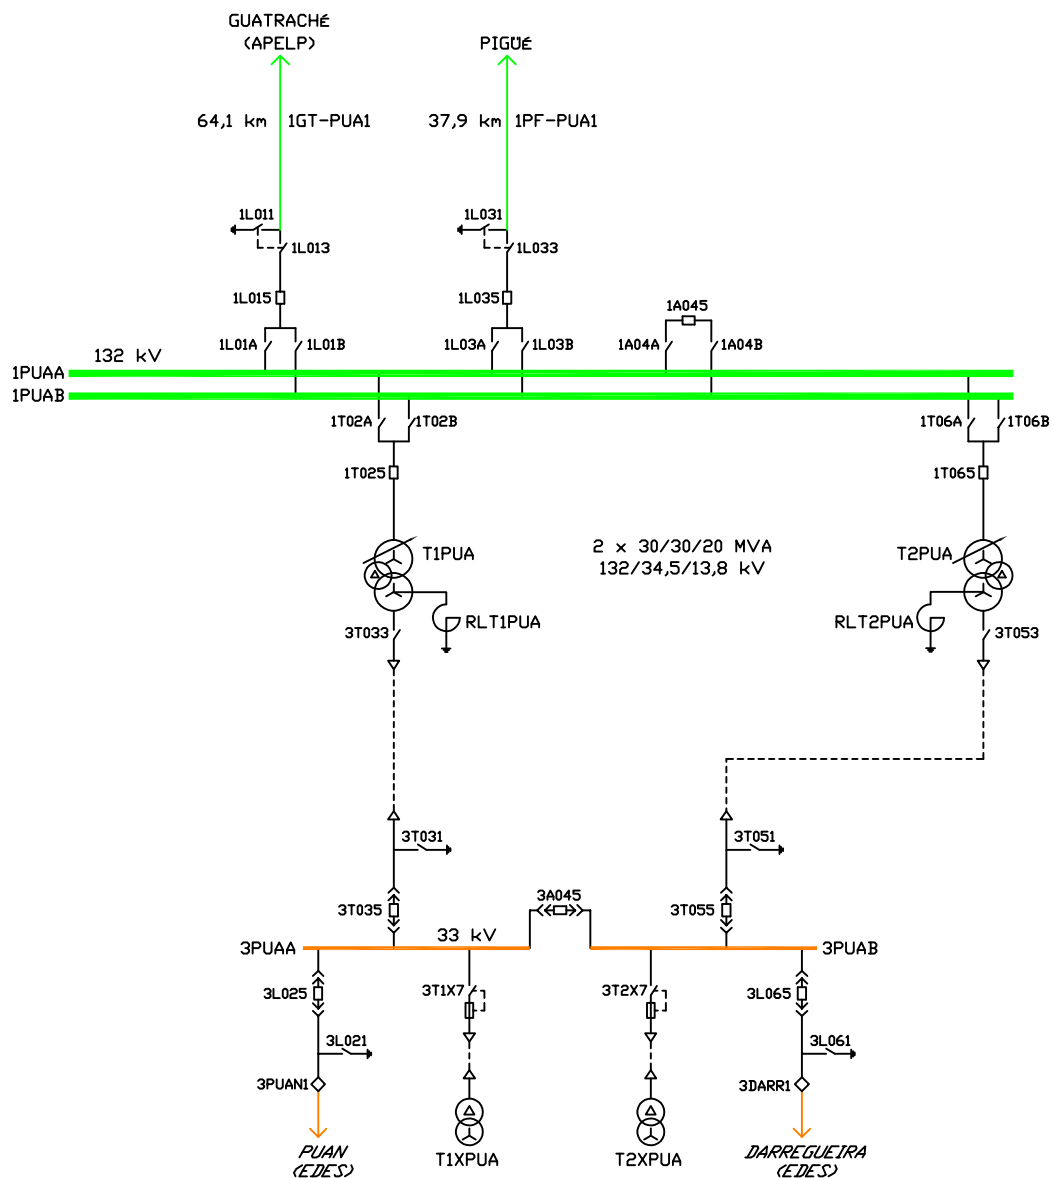 GUATRACHÉ
(APELP)
PIGÜÉ
64,1 km
1GT-PUA1
37,9 km
1PF-PUA1
1L011
1L031
1L013
1L033
1L015
1L035
1A045
1L01A
1L01B
1L03A
1L03B
1A04A
1A04B
132 kV
1PUAA
1PUAB
1T02A
1T02B
1T06A
1T06B
1T025
1T065
T1PUA
2 x 30/30/20 MVA
132/34,5/13,8 kV
T2PUA
RLT1PUA
RLT2PUA
3T033
3T053
3T031
3T051
3A045
3T035
3T055
33 kV
3PUAA
3PUAB
3L025
3T1X7
3T2X7
3L065
3L021
3L061
3PUAN1
3DARR1
PUAN
(EDES)
T1XPUA
T2XPUA
DARREGUEIRA
(EDES)